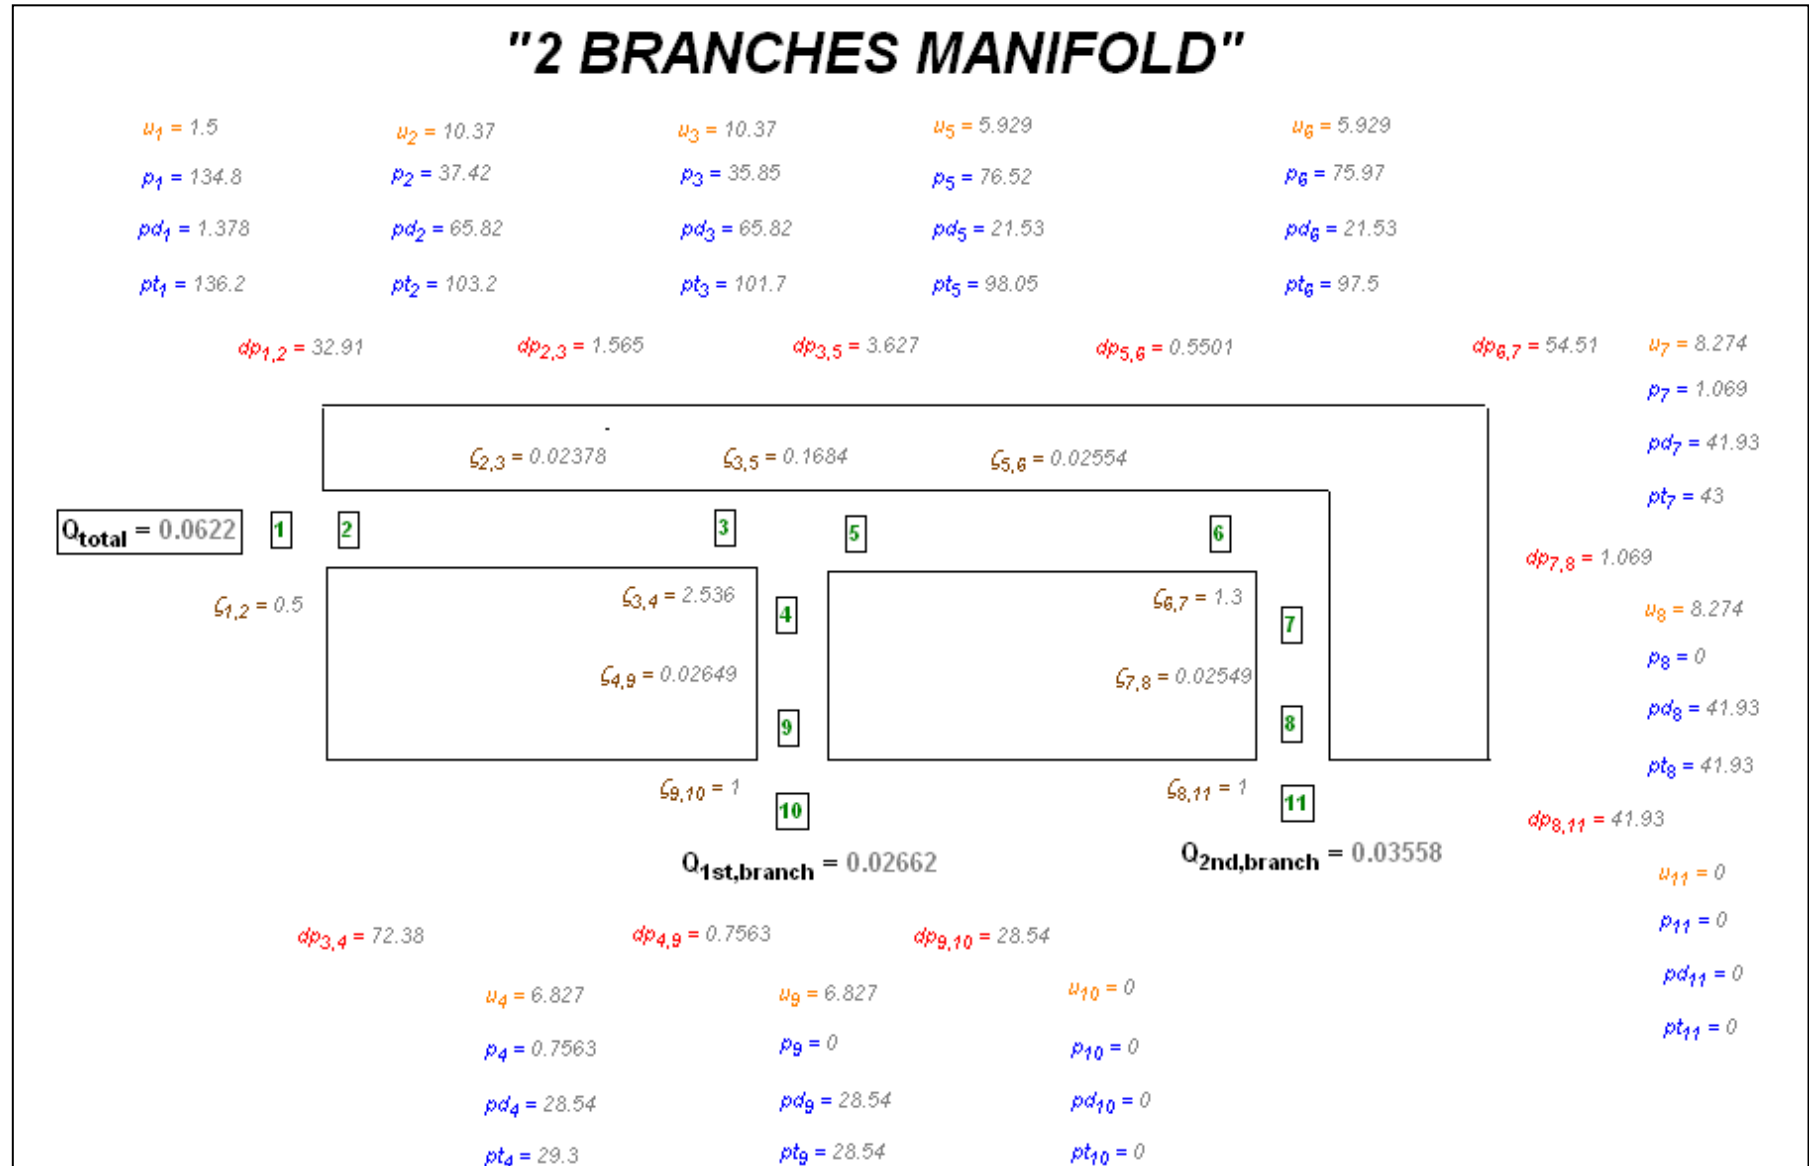 "2 BRANCHES MANIFOLD"
u1 = 1.5 u2 = 10.37 u3 = 10.37 u5 = 5.929 u6 = 5.929
p1 = 134.8 p2 = 37.42 p3 = 35.85 p5 = 76.52 p6 = 75.97
pd1 = 1.378 pd2 = 65.82 pd3 = 65.82 pd5 = 21.53 pd6 = 21.53
pt1 = 136.2 pt2 = 103.2 pt3 = 101.7 pt5 = 98.05 pt6 = 97.5
dp1,2 = 32.91 dp2,3 = 1.565 dp3,5 = 3.627 dp5,6 = 0.5501 dp6,7 = 54.51 u7 = 8.274
p7 = 1.069
pd7 = 41.93
ζ2,3 = 0.02378 ζ3,5 = 0.1684 ζ5,6 = 0.02554
pt7 = 43
Qtotal = 0.0622 1 2 3 5 6
dp7,8 = 1.069
ζ1,2 = 0.5 ζ3,4 = 2.536 4 ζ6,7 = 1.3 7 u8 = 8.274
p8 = 0
ζ4,9 = 0.02649 ζ7,8 = 0.02549
pd8 = 41.93
9 8
pt8 = 41.93
ζ9,10 = 1 10 ζ8,11 = 1 11
dp8,11 = 41.93
Q1st,branch = 0.02662 Q2nd,branch = 0.03558
u11 = 0
p11 = 0
dp3,4 = 72.38 dp4,9 = 0.7563 dp9,10 = 28.54
pd11 = 0
u4 = 6.827 u9 = 6.827 u10 = 0
pt11 = 0
p4 = 0.7563 p9 = 0 p10 = 0
pd4 = 28.54 pd9 = 28.54 pd10 = 0
pt4 = 29.3 pt9 = 28.54 pt10 = 0